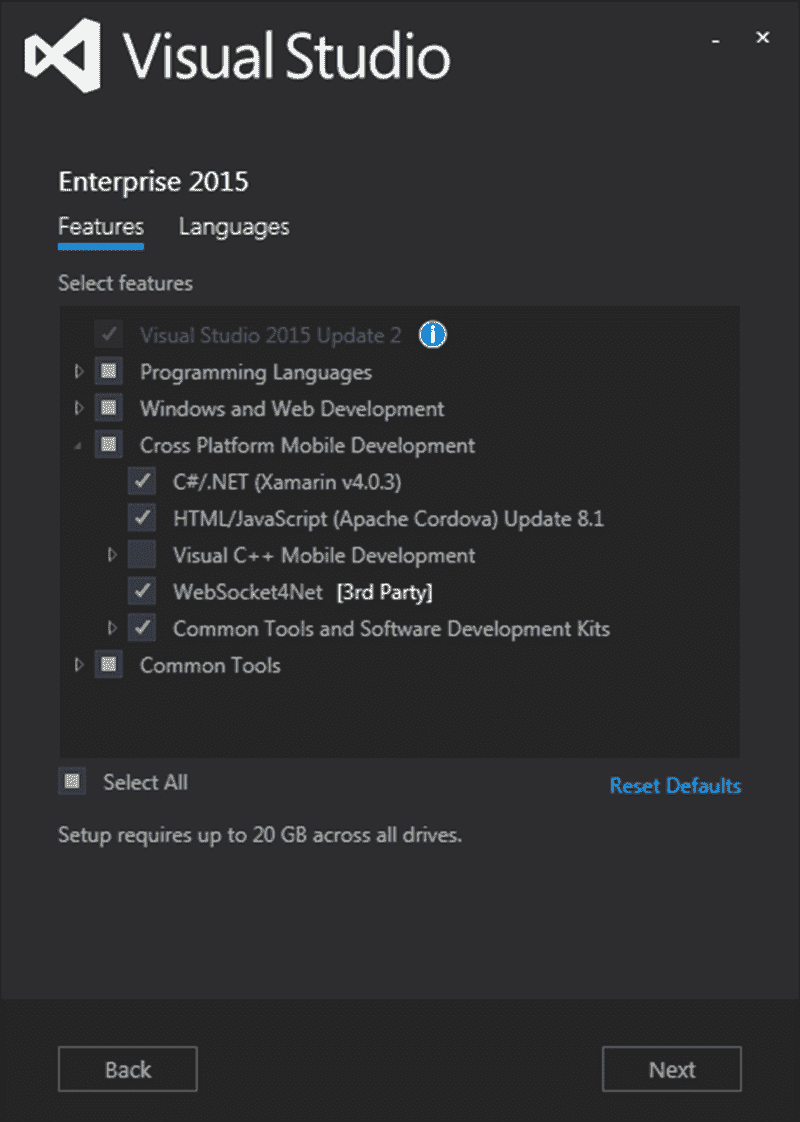 Visual Studio
Enterprise 2015
Features Languages
Select features
Visual Studio 2015 Update 2
Programming Languages
Windows and Web Development
Cross Platform Mobile Development
C#/.NET (Xamarin v4.0.3)
HTML/JavaScript (Apache Cordova) Update 8.1
Visual C++ Mobile Development
WebSocket4Net [3rd Party]
Common Tools and Software Development Kits
Common Tools
Select All
Reset Defaults
Setup requires up to 20 GB across all drives.
Back Next